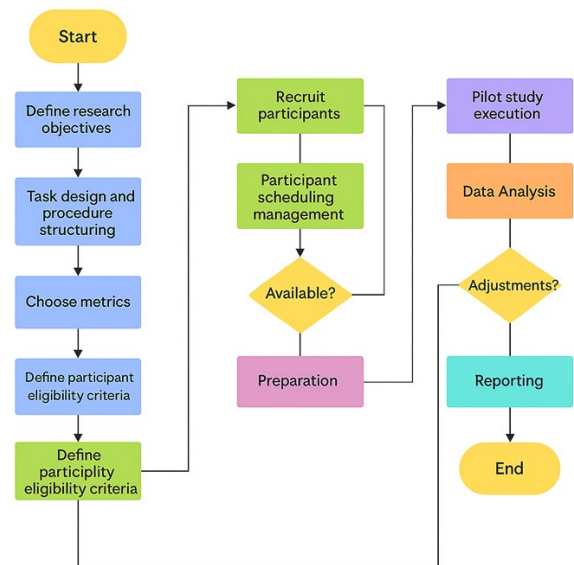 Start
Define research
objectives
Task design and
procedure
structuring
Choose metrics
Define participant
eligibility criteria
Define
participlity
eligibility criteria
Recruit
participants
Participant
scheduling
management
Available?
Preparation
Pilot study
execution
Data Analysis
Adjustments?
Reporting
End